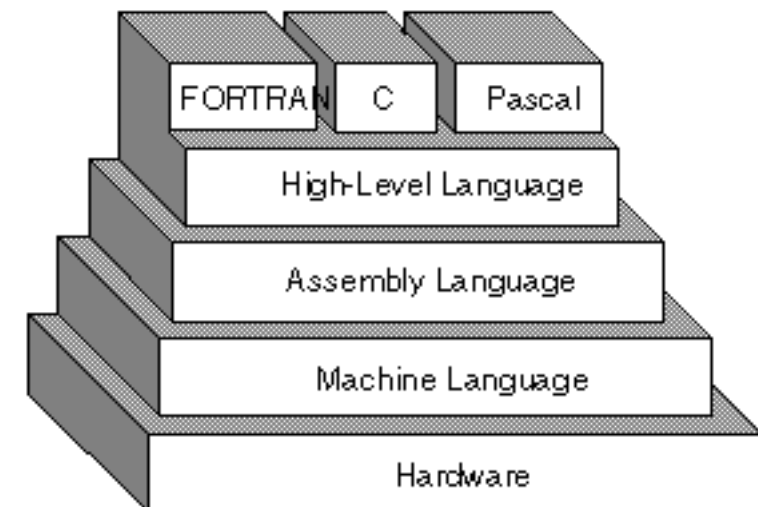 FORTRAN C Pascal
High-Level Language
Assembly Language
Machine Language
Hardware